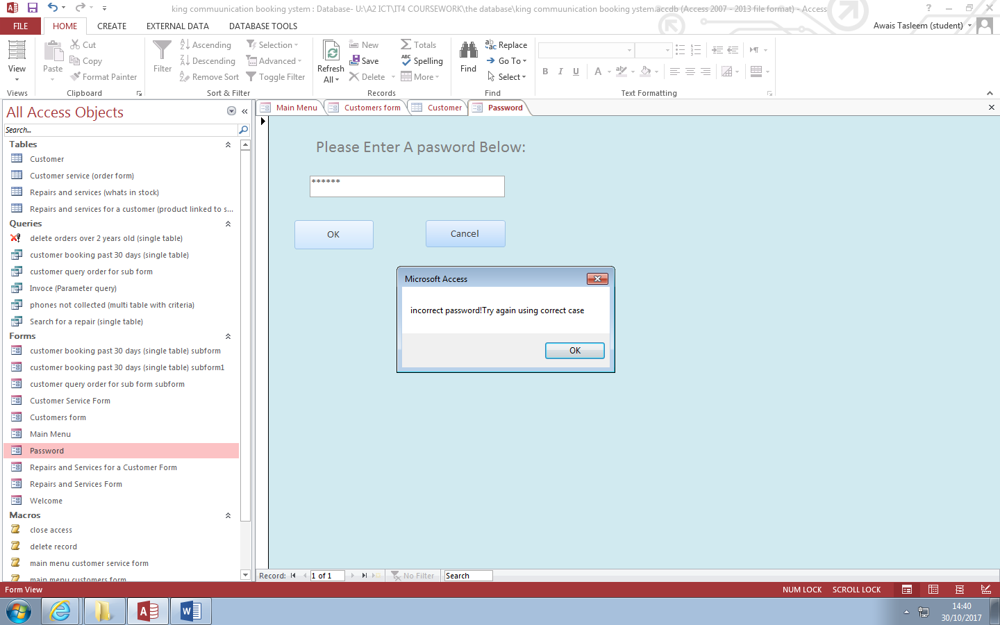 king commuunication booking ystem : Database- U:\A2 ICT\IT4 COURSEWORK\the database\king commuunication booking ystem.accdb (Access 2007 - 2013 file format) - Access
FILE HOME CREATE EXTERNAL DATA DATABASE TOOLS
Awais Tasleem (student)
View
Views
Paste
Cut
Copy
Format Painter
Clipboard
Filter
Ascending
Descending
Remove Sort
Selection
Advanced
Toggle Filter
Sort & Filter
Refresh
All
New
Save
Delete
Totals
Spelling
More
Records
Find
Replace
Go To
Select
Find
B I U A
Text Formatting
All Access Objects
Search...
Tables
Customer
Customer service (order form)
Repairs and services (whats in stock)
Repairs and services for a customer (product linked to s...
Queries
delete orders over 2 years old (single table)
customer booking past 30 days (single table)
customer query order for sub form
Invoce (Parameter query)
phones not collected (multi table with criteria)
Search for a repair (single table)
Forms
customer booking past 30 days (single table) subform
customer booking past 30 days (single table) subform1
customer query order for sub form subform
Customer Service Form
Customers form
Main Menu
Password
Repairs and Services for a Customer Form
Repairs and Services Form
Welcome
Macros
close access
delete record
main menu customer service form
main menu customers form
Main Menu Customers form Customer Password
Please Enter A pasword Below:
******
OK Cancel
Microsoft Access
incorrect password!Try again using correct case
OK
Record: 1 of 1 No Filter Search
Form View
NUM LOCK SCROLL LOCK
14:40
30/10/2017